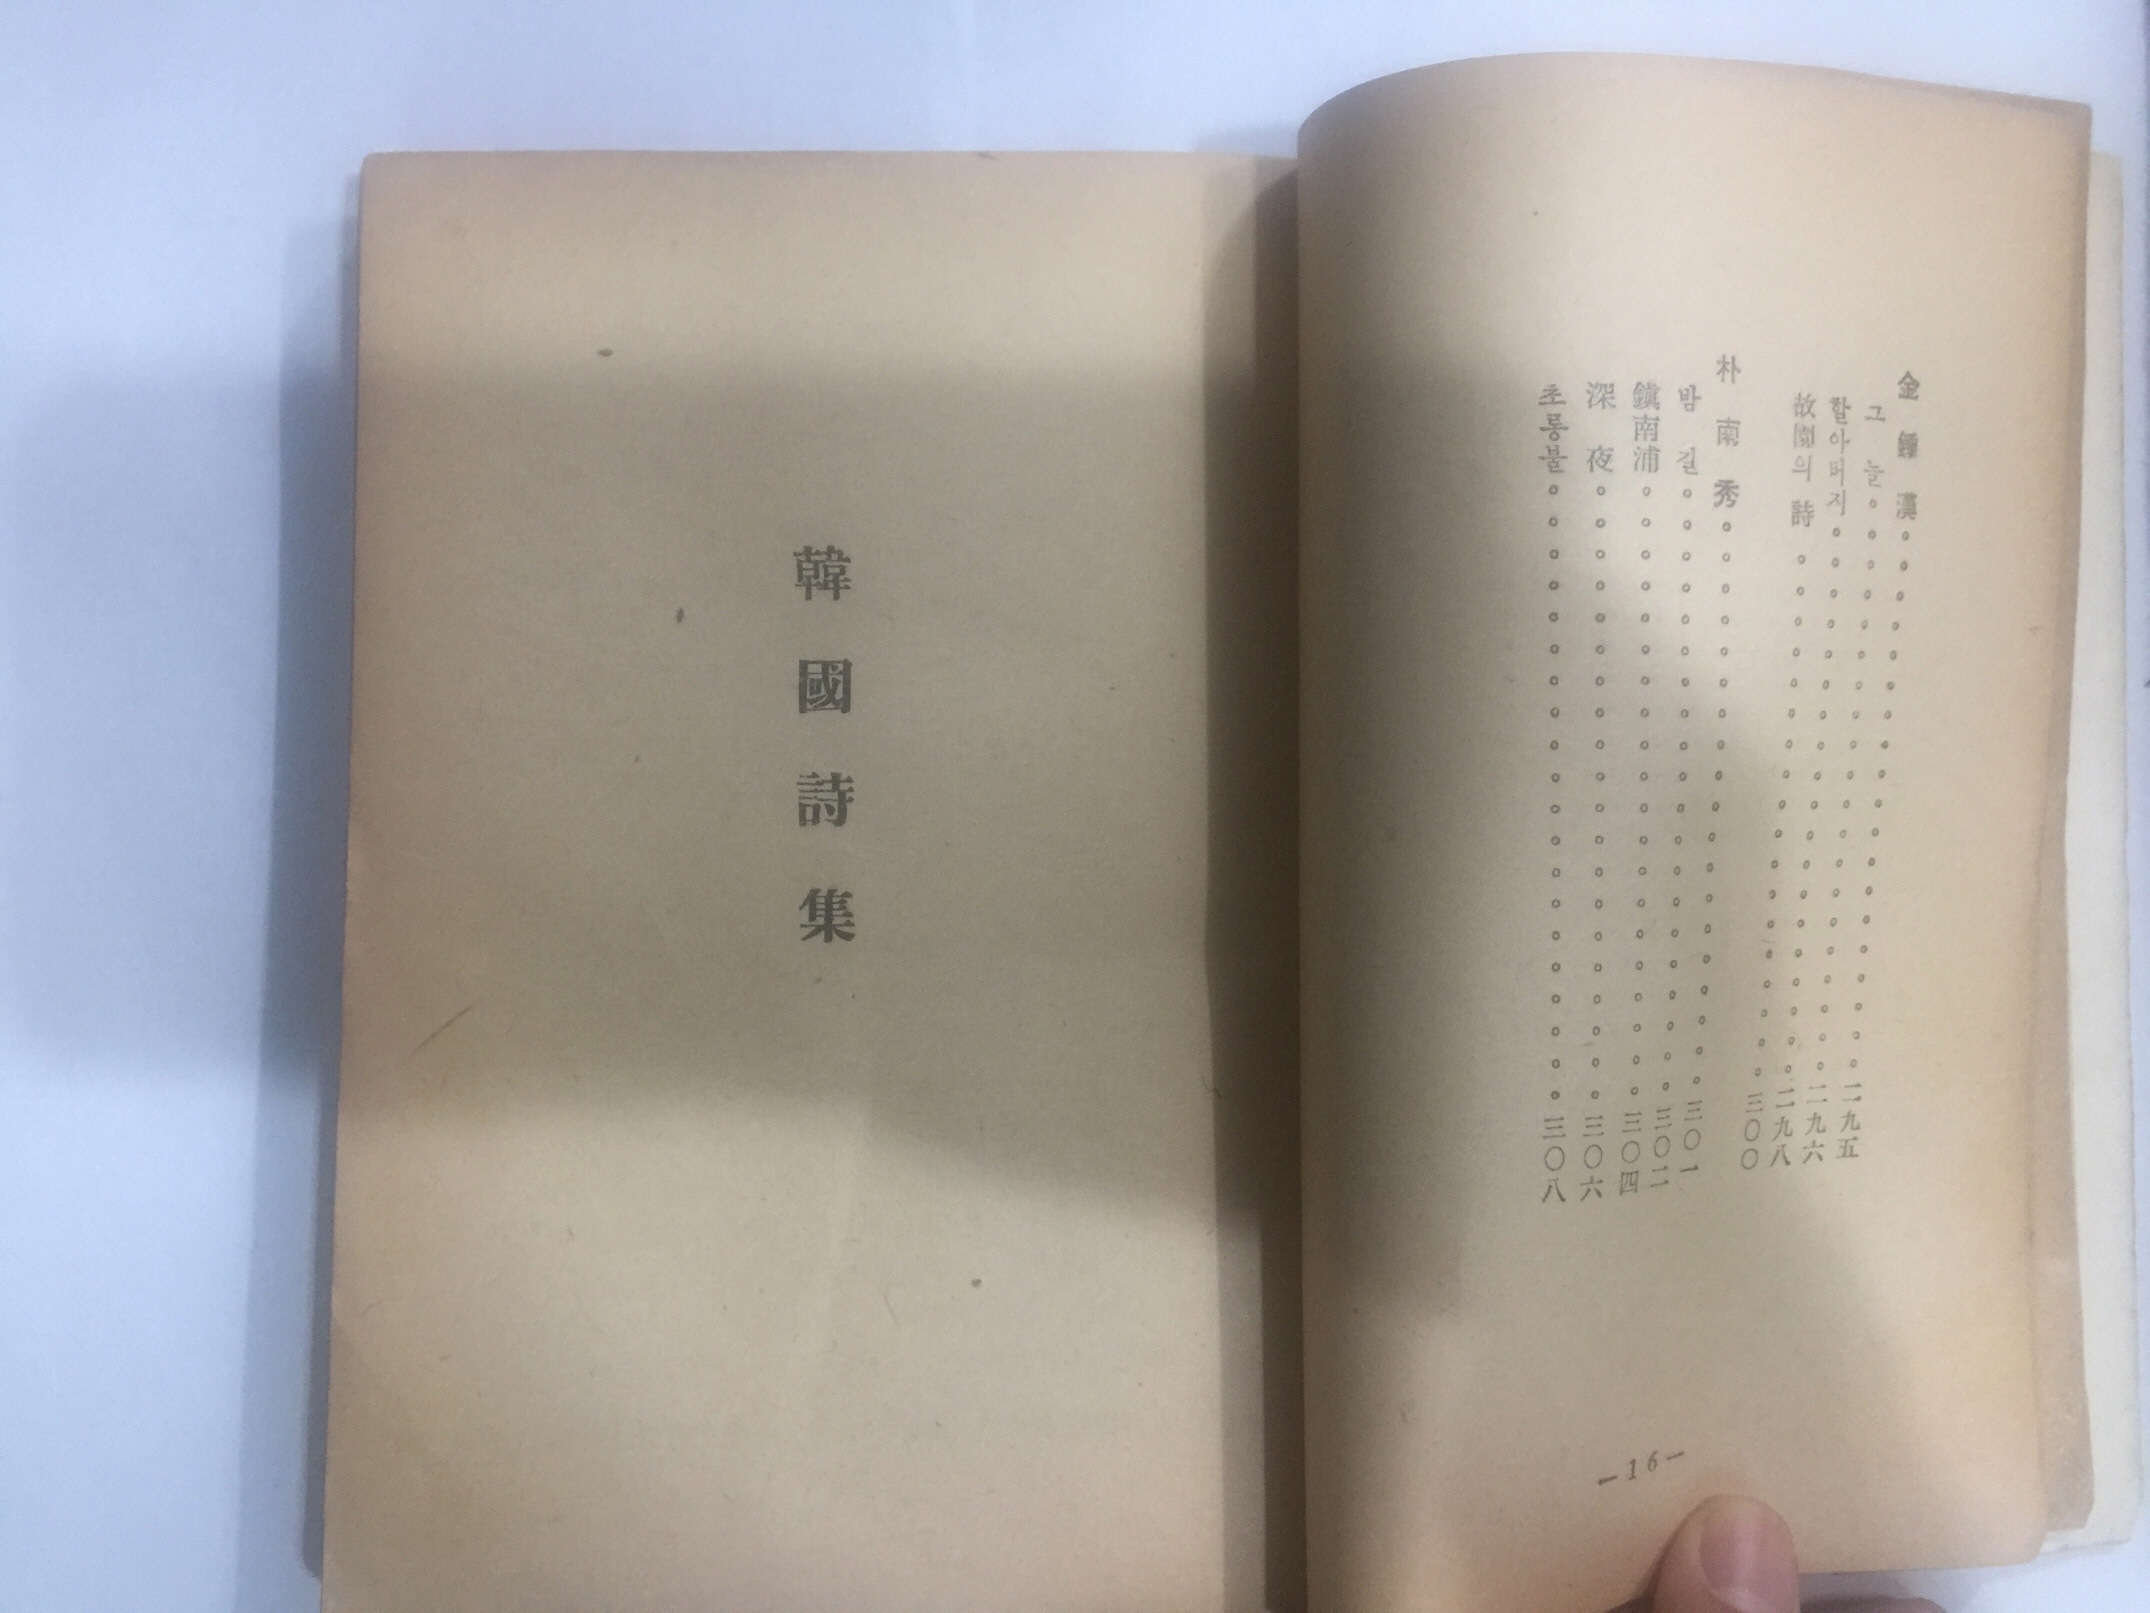 金鍾漢。。。。。。。。。。。。。。。。。。。二九五
그늘。。。。。。。。。。。。。。。。。。。。二九六
할아버지。。。。。。。。。。。。。。。。。。。二九八
故園의 詩。。。。。。。。。。。。。。。。。。三〇〇
朴南秀。。。。。。。。。。。。。。。。。。。三〇一
밤길。。。。。。。。。。。。。。。。。。。。三〇二
鎭南浦。。。。。。。。。。。。。。。。。。。。三〇四
深夜。。。。。。。。。。。。。。。。。。。。三〇六
초롱불。。。。。。。。。。。。。。。。。。。。三〇八
—16—
韓國詩集